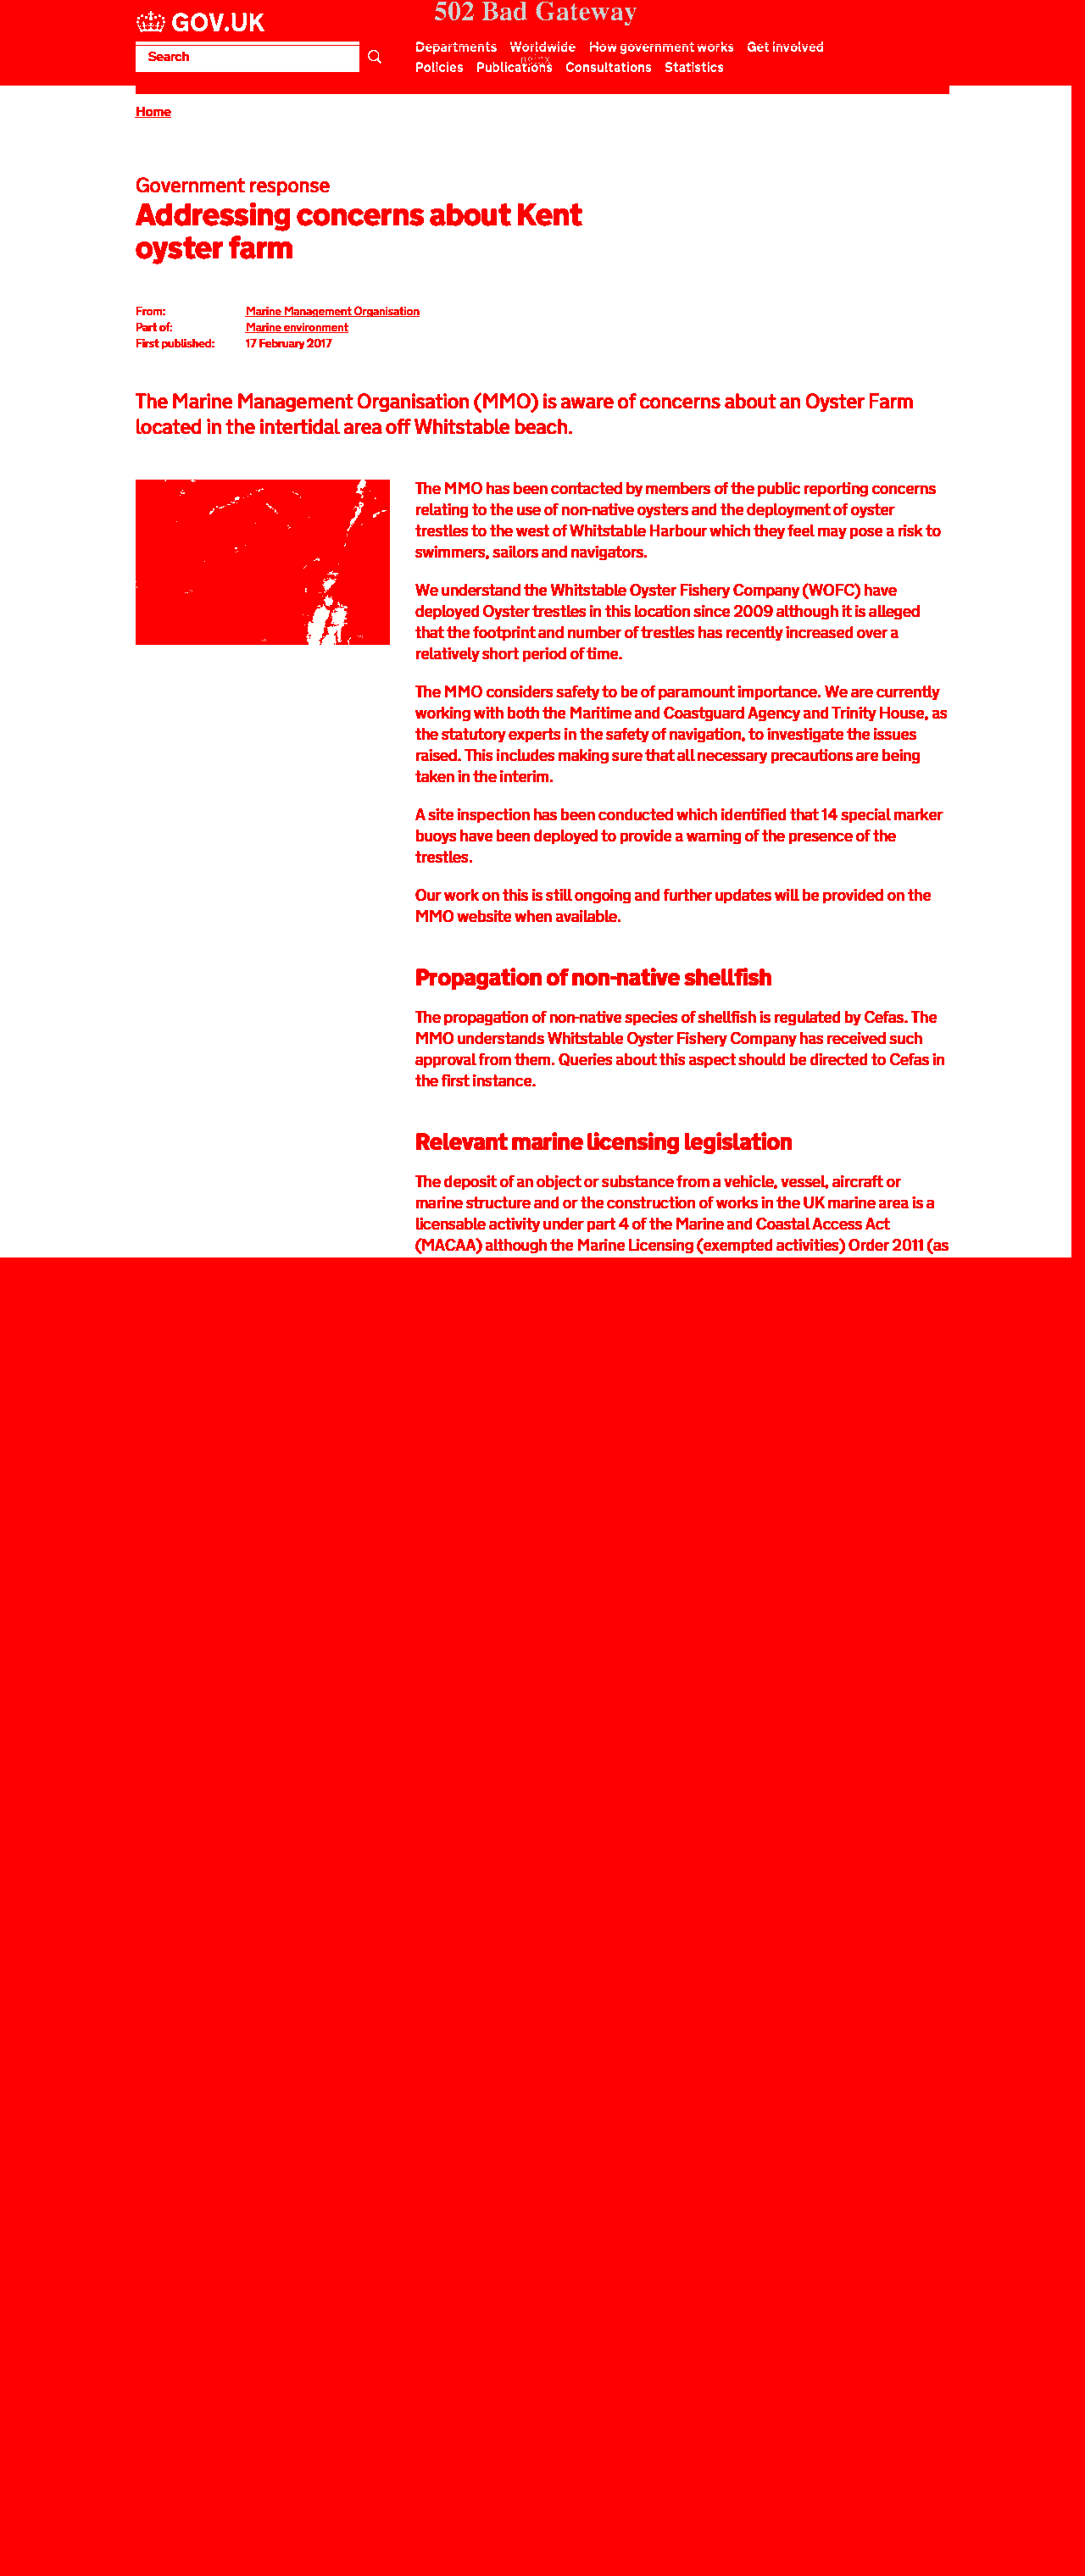 502 Bad Gateway
GOV.UK
Search
Departments Worldwide How government works Get involved
nginx
Policies Publications Consultations Statistics
Home
Government response
Addressing concerns about Kent
oyster farm
From: Marine Management Organisation
Part of: Marine environment
First published: 17 February 2017
The Marine Management Organisation (MMO) is aware of concerns about an Oyster Farm
located in the intertidal area off Whitstable beach.
The MMO has been contacted by members of the public reporting concerns
relating to the use of non-native oysters and the deployment of oyster
trestles to the west of Whitstable Harbour which they feel may pose a risk to
swimmers, sailors and navigators.
We understand the Whitstable Oyster Fishery Company (WOFC) have
deployed Oyster trestles in this location since 2009 although it is alleged
that the footprint and number of trestles has recently increased over a
relatively short period of time.
The MMO considers safety to be of paramount importance. We are currently
working with both the Maritime and Coastguard Agency and Trinity House, as
the statutory experts in the safety of navigation, to investigate the issues
raised. This includes making sure that all necessary precautions are being
taken in the interim.
A site inspection has been conducted which identified that 14 special marker
buoys have been deployed to provide a warning of the presence of the
trestles.
Our work on this is still ongoing and further updates will be provided on the
MMO website when available.
Propagation of non-native shellfish
The propagation of non-native species of shellfish is regulated by Cefas. The
MMO understands Whitstable Oyster Fishery Company has received such
approval from them. Queries about this aspect should be directed to Cefas in
the first instance.
Relevant marine licensing legislation
The deposit of an object or substance from a vehicle, vessel, aircraft or
marine structure and or the construction of works in the UK marine area is a
licensable activity under part 4 of the Marine and Coastal Access Act
(MACAA) although the Marine Licensing (exempted activities) Order 2011 (as